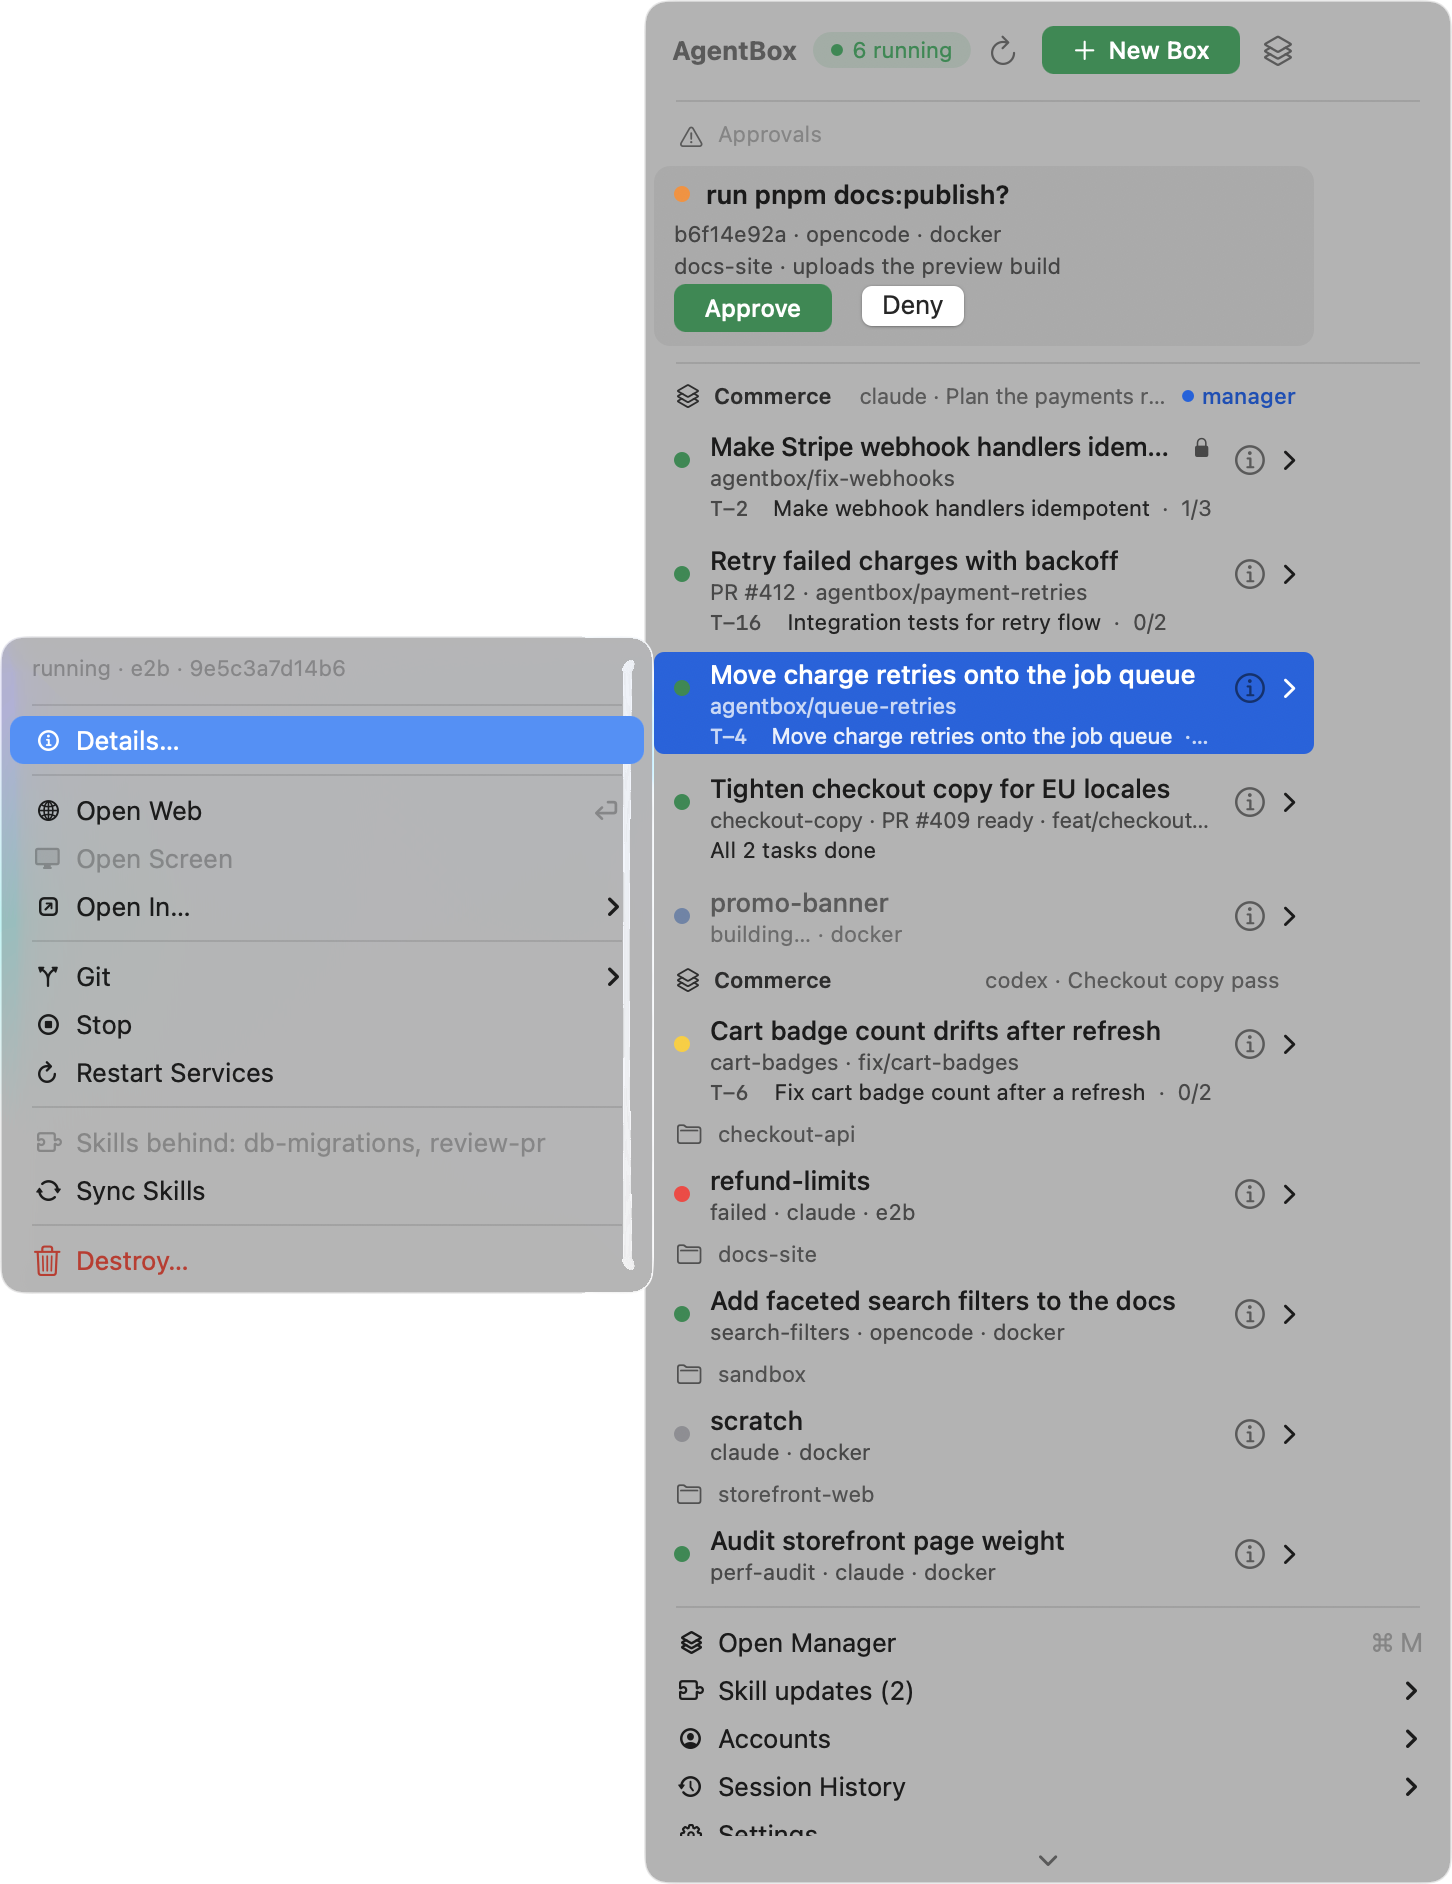 AgentBox
6 running
New Box
Approvals
run pnpm docs:publish?
b6f14e92a · opencode · docker
docs-site · uploads the preview build
Approve
Deny
Commerce
claude · Plan the payments r...
manager
Make Stripe webhook handlers idem...
agentbox/fix-webhooks
T–2 Make webhook handlers idempotent · 1/3
Retry failed charges with backoff
PR #412 · agentbox/payment-retries
T–16 Integration tests for retry flow · 0/2
Move charge retries onto the job queue
agentbox/queue-retries
T–4 Move charge retries onto the job queue ·...
Tighten checkout copy for EU locales
checkout-copy · PR #409 ready · feat/checkout...
All 2 tasks done
promo-banner
building... · docker
Commerce
codex · Checkout copy pass
Cart badge count drifts after refresh
cart-badges · fix/cart-badges
T–6 Fix cart badge count after a refresh · 0/2
checkout-api
refund-limits
failed · claude · e2b
docs-site
Add faceted search filters to the docs
search-filters · opencode · docker
sandbox
scratch
claude · docker
storefront-web
Audit storefront page weight
perf-audit · claude · docker
Open Manager ⌘ M
Skill updates (2)
Accounts
Session History
Settings
running · e2b · 9e5c3a7d14b6
Details...
Open Web
Open Screen
Open In...
Git
Stop
Restart Services
Skills behind: db-migrations, review-pr
Sync Skills
Destroy...